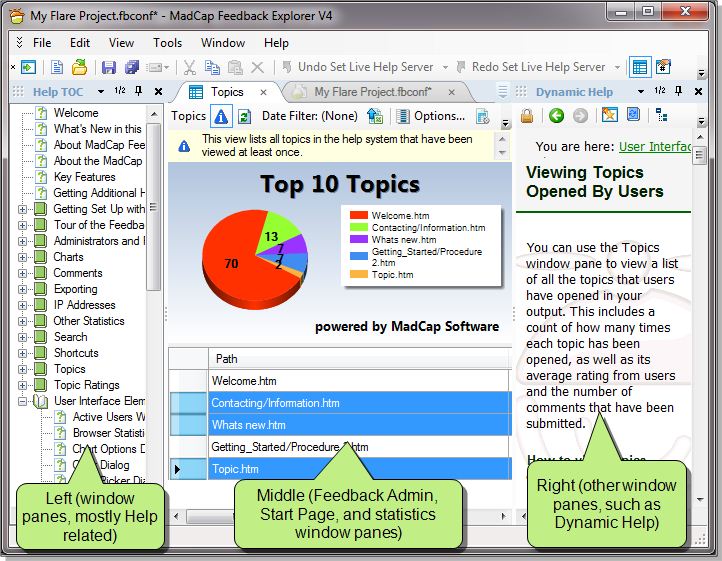 My Flare Project.fbconf* - MadCap Feedback Explorer V4
File Edit View Tools Window Help
Undo Set Live Help Server Redo Set Live Help Server
Help TOC 1/2
Topics
My Flare Project.fbconf*
Dynamic Help 1/2
Topics Date Filter: (None) Options...
This view lists all topics in the help system that have been
viewed at least once.
Welcome
What's New in this
About MadCap Fee
About the MadCap
Key Features
Getting Additional H
Getting Set Up with
Tour of the Feedba
Administrators and
Charts
Comments
Exporting
IP Addresses
Other Statistics
Search
Shortcuts
Topics
Topic Ratings
User Interface Elem
Active Users W
Browser Statistic
Chart Options D
Dialog
Picker Dia
Top 10 Topics
70
13
7
7
2
Welcome.htm
Contacting/Information.htm
Whats new.htm
Getting_Started/Procedure
2.htm
Topic.htm
powered by MadCap Software
Path
Welcome.htm
Contacting/Information.htm
Whats new.htm
Getting_Started/Procedure
Topic.htm
You are here: User Interfac
Viewing Topics
Opened By Users
You can use the Topics
window pane to view a list
of all the topics that users
have opened in your
output. This includes a
count of how many times
each topic has been
opened, as well as its
average rating from users
and the number of
comments that have been
submitted.
Left (window
panes, mostly Help
related)
Middle (Feedback Admin,
Start Page, and statistics
window panes)
Right (other window
panes, such as
Dynamic Help)